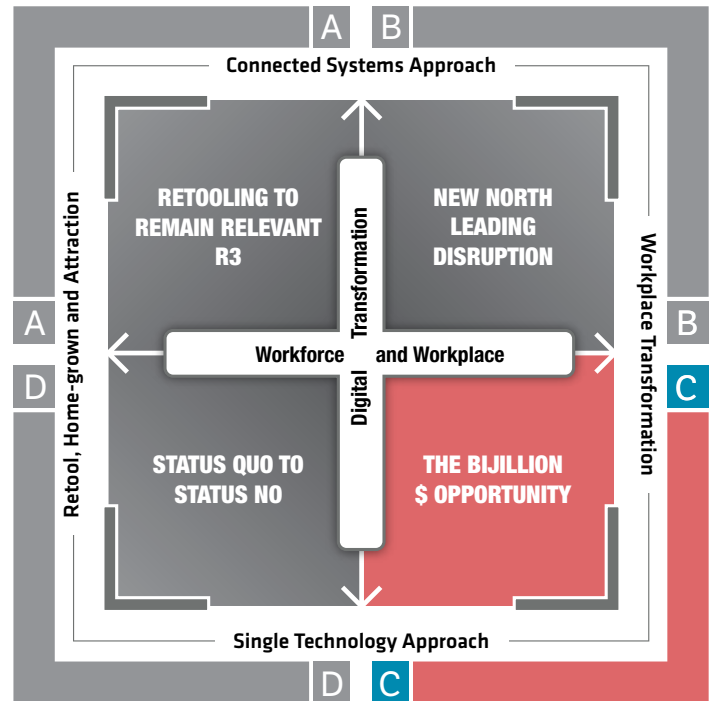 A B
Connected Systems Approach
RETOOLING TO
REMAIN RELEVANT
R3
NEW NORTH
LEADING
DISRUPTION
Retool, Home-grown and Attraction
Workplace Transformation
A
B
D
C
Digital Transformation
Workforce and Workplace
STATUS QUO TO
STATUS NO
THE BIJILLION
$ OPPORTUNITY
Single Technology Approach
D C